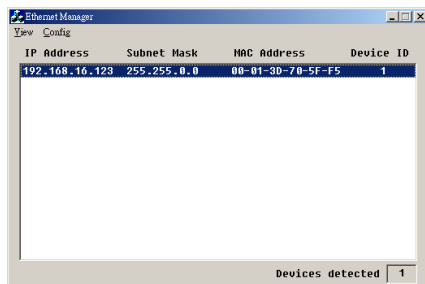 Ethernet Manager
View Config
IP Address Subnet Mask MAC Address Device ID
192.168.16.123 255.255.0.0 00-01-3D-70-5F-F5 1
Devices detected 1